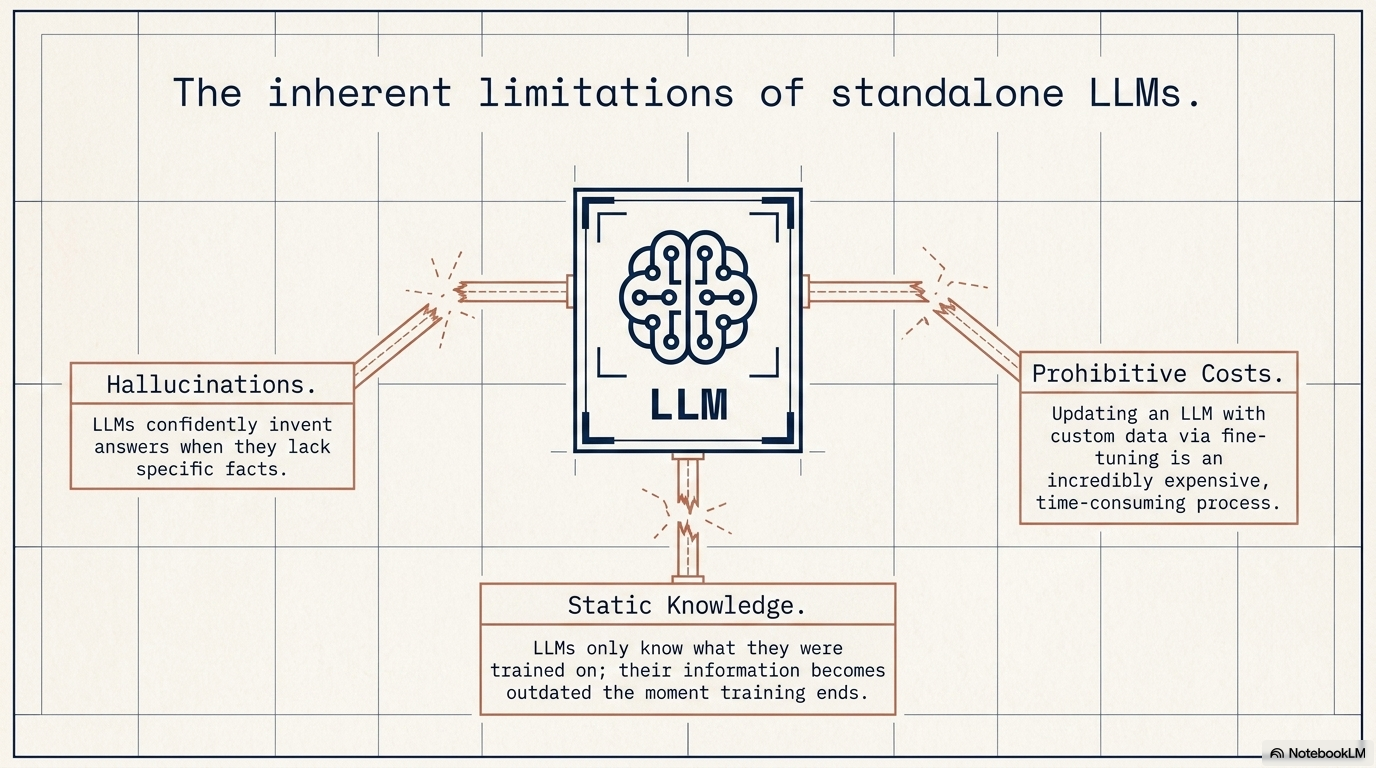 The inherent limitations of standalone LLMs.
LLM
Hallucinations.
LLMs confidently invent
answers when they lack
specific facts.
Prohibitive Costs.
Updating an LLM with
custom data via fine-
tuning is an
incredibly expensive,
time-consuming process.
Static Knowledge.
LLMs only know what they were
trained on; their information becomes
outdated the moment training ends.
NotebookLM